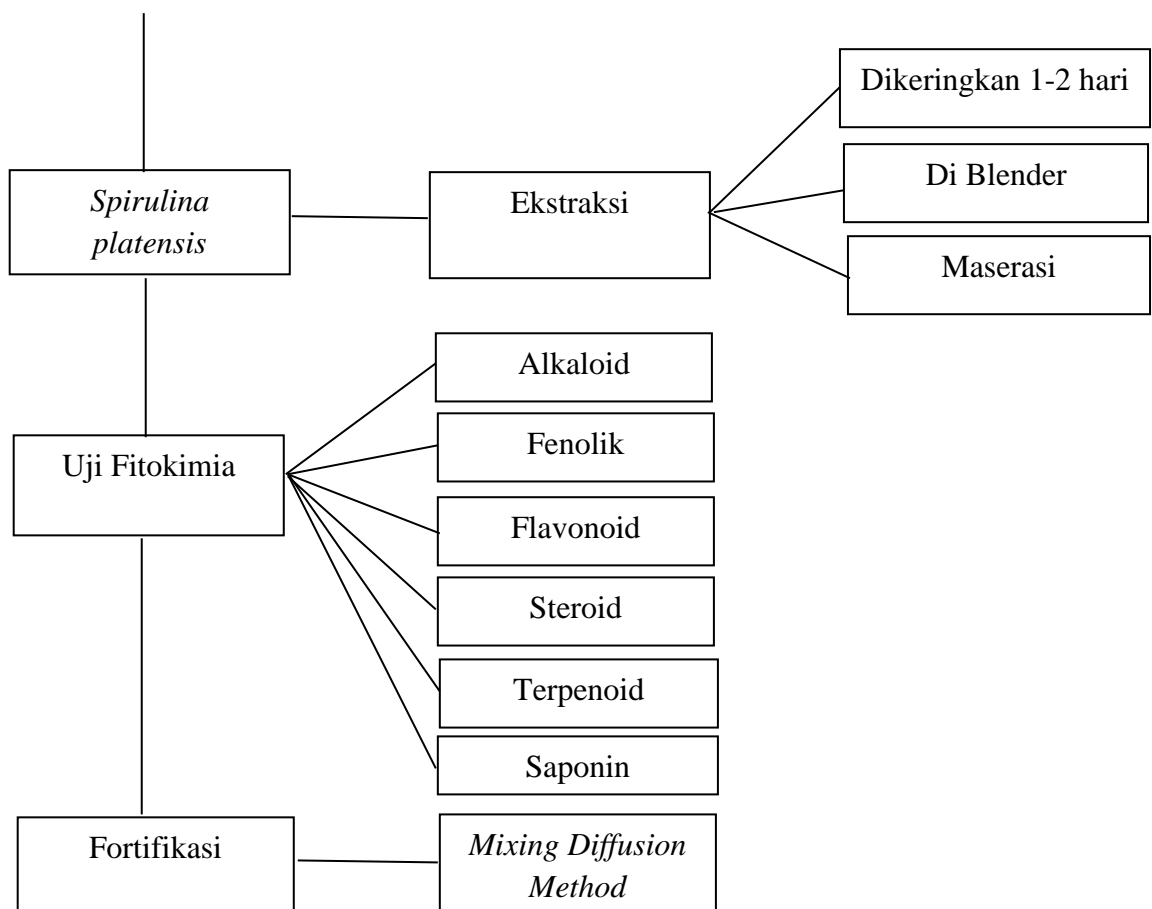 Dikeringkan 1-2 hari
Spirulina
platensis
Ekstraksi
Di Blender
Maserasi
Uji Fitokimia
Alkaloid
Fenolik
Flavonoid
Steroid
Terpenoid
Saponin
Fortifikasi
Mixing Diffusion
Method